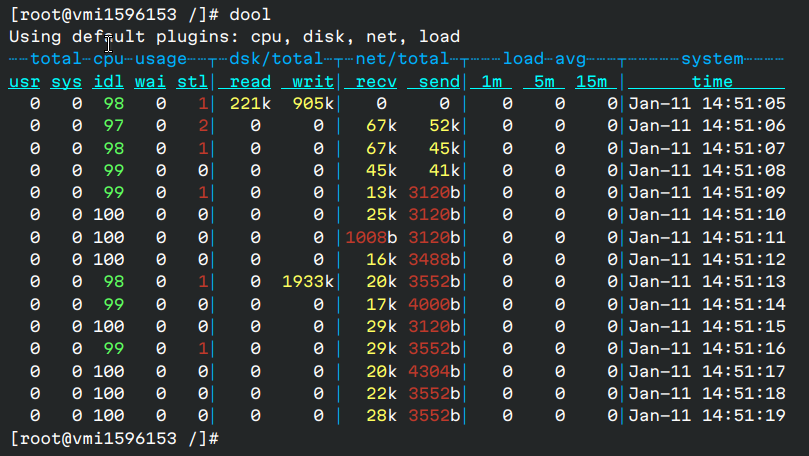 [root@vmi1596153 /]# dool
Using default plugins: cpu, disk, net, load
--total-cpu-usage---dsk/total---net/total----load-avg--------system----
usr sys idl wai stl| read writ| recv send| 1m 5m 15m | time
0 0 98 0 1| 221k 905k| 0 0 | 0 0 0|Jan-11 14:51:05
0 0 97 0 2| 0 0 | 67k 52k| 0 0 0|Jan-11 14:51:06
0 0 98 0 1| 0 0 | 67k 45k| 0 0 0|Jan-11 14:51:07
0 0 99 0 0| 0 0 | 45k 41k| 0 0 0|Jan-11 14:51:08
0 0 99 0 1| 0 0 | 13k 3120b| 0 0 0|Jan-11 14:51:09
0 0 100 0 0| 0 0 | 25k 3120b| 0 0 0|Jan-11 14:51:10
0 0 100 0 0| 0 0 |1008b 3120b| 0 0 0|Jan-11 14:51:11
0 0 100 0 0| 0 0 | 16k 3488b| 0 0 0|Jan-11 14:51:12
0 0 98 0 1| 0 1933k| 20k 3552b| 0 0 0|Jan-11 14:51:13
0 0 99 0 0| 0 0 | 17k 4000b| 0 0 0|Jan-11 14:51:14
0 0 100 0 0| 0 0 | 29k 3120b| 0 0 0|Jan-11 14:51:15
0 0 99 0 1| 0 0 | 29k 3552b| 0 0 0|Jan-11 14:51:16
0 0 100 0 0| 0 0 | 20k 4304b| 0 0 0|Jan-11 14:51:17
0 0 100 0 0| 0 0 | 22k 3552b| 0 0 0|Jan-11 14:51:18
0 0 100 0 0| 0 0 | 28k 3552b| 0 0 0|Jan-11 14:51:19
[root@vmi1596153 /]#